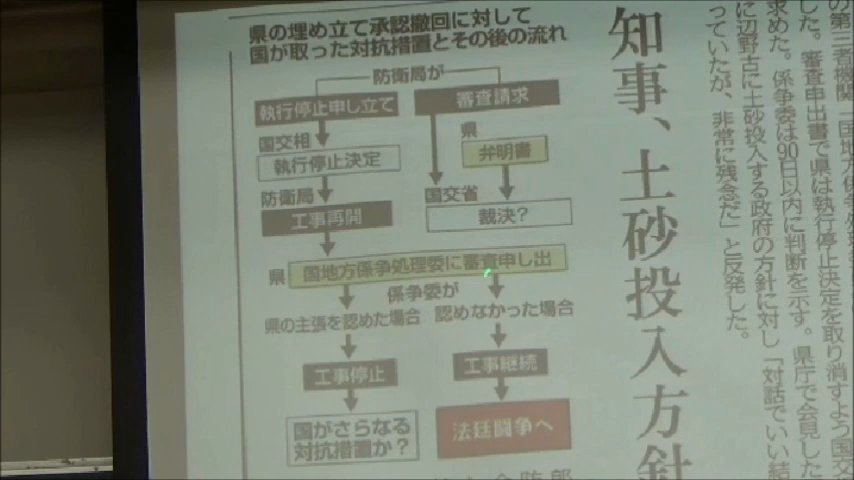 県の埋め立て承認撤回に対して
国が取った対抗措置とその後の流れ
防衛局が
執行停止申し立て
審査請求
国交相
執行停止決定
県
弁明書
防衛局
工事再開
国交省
裁決？
県
国地方係争処理委に審査申し出
係争委が
県の主張を認めた場合
認めなかった場合
工事停止
工事継続
国がさらなる
対抗措置か？
法廷闘争へ
知事、土砂投入方針
した。審査申出書で県は執行停止決定を取り消すよう国交
求めた。係争委は90日以内に判断を示す。県庁で会見した
に辺野古に土砂投入する政府の方針に対し「対話でいい結
っていたが、非常に残念だ」と反発した。